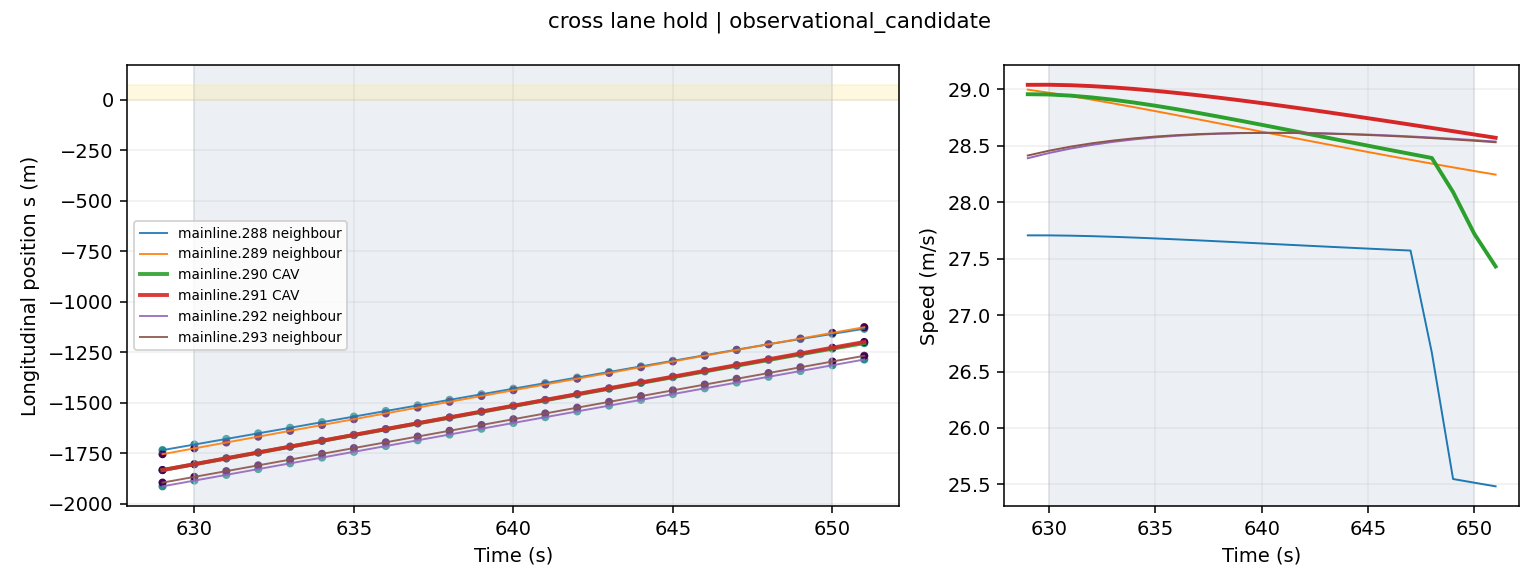 cross lane hold | observational_candidate
Longitudinal position s (m)
0
−250
−500
−750
−1000
−1250
−1500
−1750
−2000
mainline.288 neighbour
mainline.289 neighbour
mainline.290 CAV
mainline.291 CAV
mainline.292 neighbour
mainline.293 neighbour
630
635
640
645
650
Time (s)
Speed (m/s)
29.0
28.5
28.0
27.5
27.0
26.5
26.0
25.5
630
635
640
645
650
Time (s)